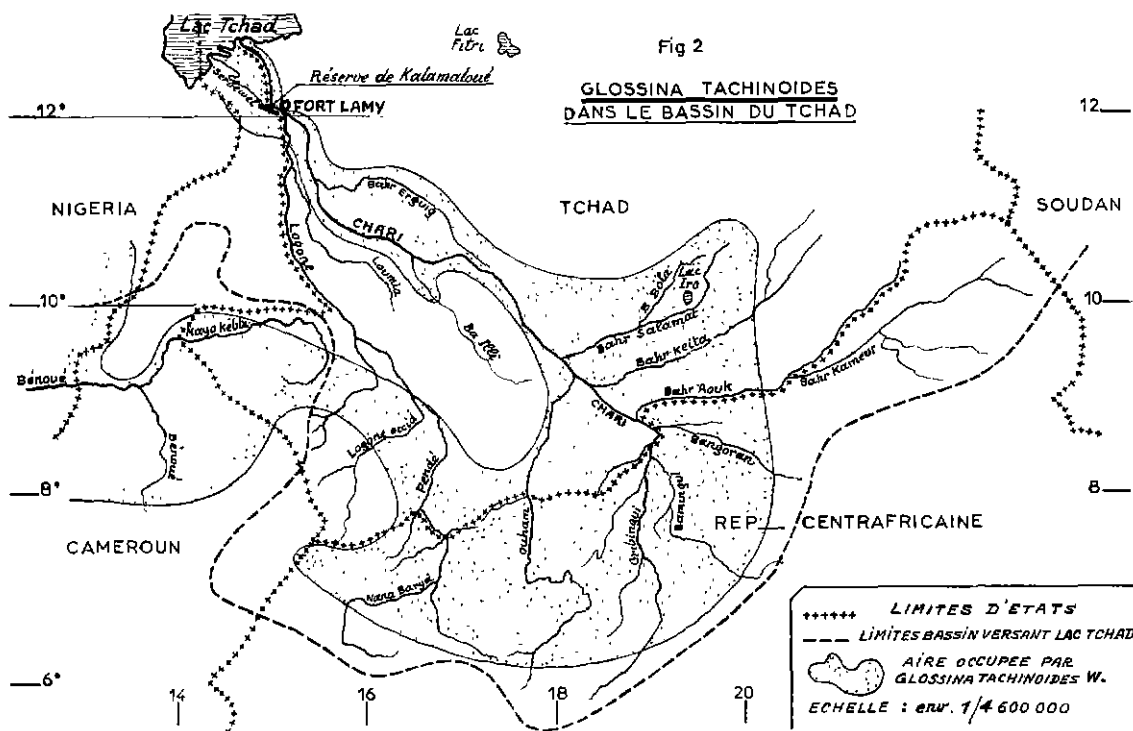 Lac Tchad
Lac
Fitri
Fig 2
GLOSSINA TACHINOIDES
DANS LE BASSIN DU TCHAD
Serbewel
Réserve de Kalamaloué
FORT LAMY
12°
12
NIGERIA
TCHAD
SOUDAN
Bahr Erguig
CHARI
Logone
Loumia
Ba Illi
B. Bola
Lac
Iro
Bahr Salamat
Bahr Keita
10°
10
Mayo Kebbi
Bénoué
Bénoué
Bahr Aouk
Bahr Kameur
CHARI
Logone occid
Pendé
Bangoran
Bamingui
8°
8
CAMEROUN
Ouham
REP. CENTRAFRICAINE
Nana Barya
6°
14
16
18
20
LIMITES D'ETATS
LIMITES BASSIN VERSANT LAC TCHAD
AIRE OCCUPEE PAR
GLOSSINA TACHINOIDES W.
ECHELLE : env. 1/4 600 000